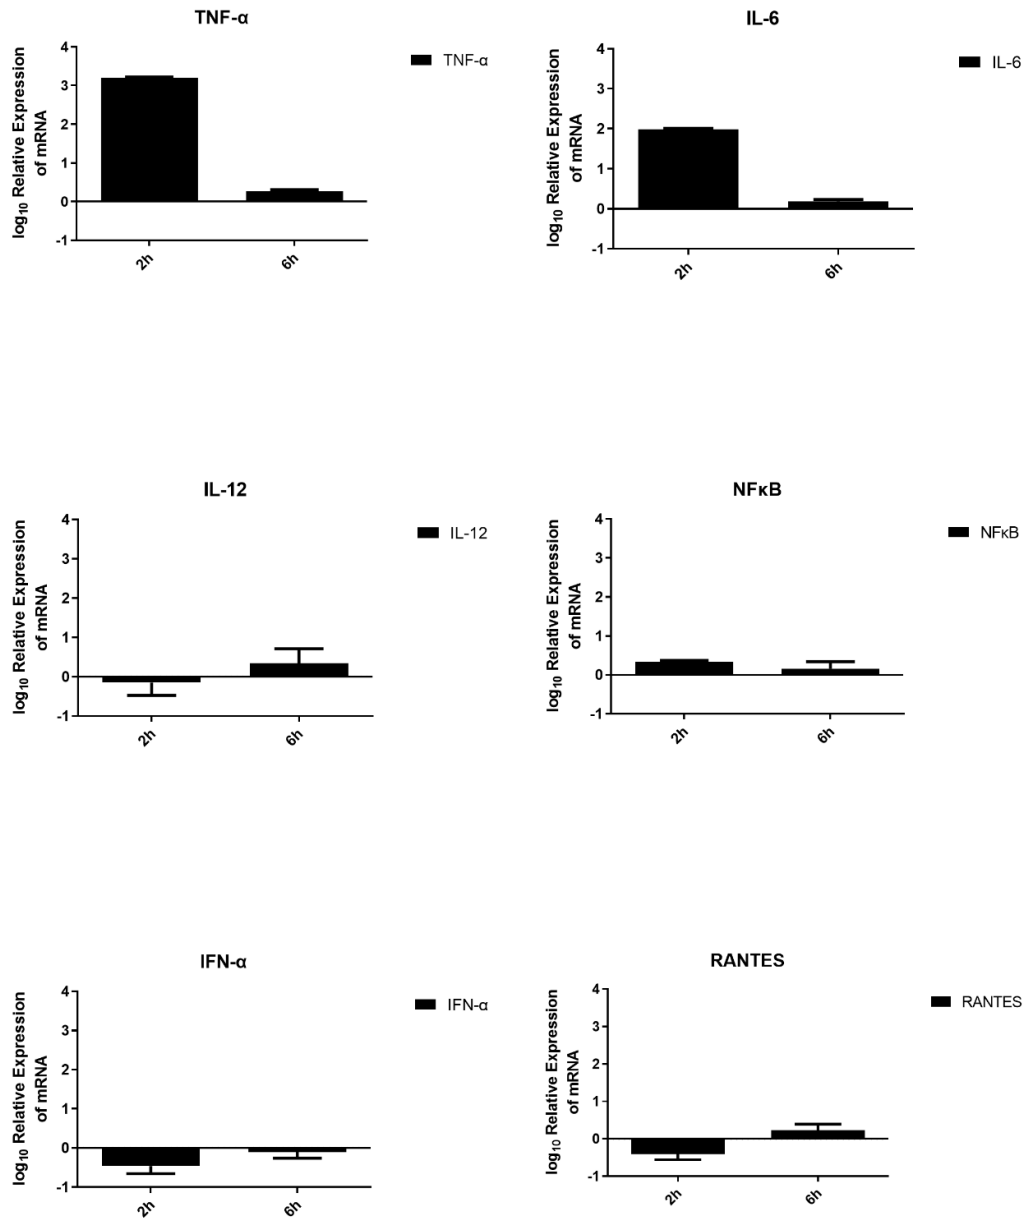 TNF-α
log10 Relative Expression
of mRNA
4
3
2
1
0
-1
2h
6h
TNF-α
IL-6
log10 Relative Expression
of mRNA
4
3
2
1
0
-1
2h
6h
IL-6
IL-12
log10 Relative Expression
of mRNA
4
3
2
1
0
-1
2h
6h
IL-12
NFκB
log10 Relative Expression
of mRNA
4
3
2
1
0
-1
2h
6h
NFκB
IFN-α
log10 Relative Expression
of mRNA
4
3
2
1
0
-1
2h
6h
IFN-α
RANTES
log10 Relative Expression
of mRNA
4
3
2
1
0
-1
2h
6h
RANTES